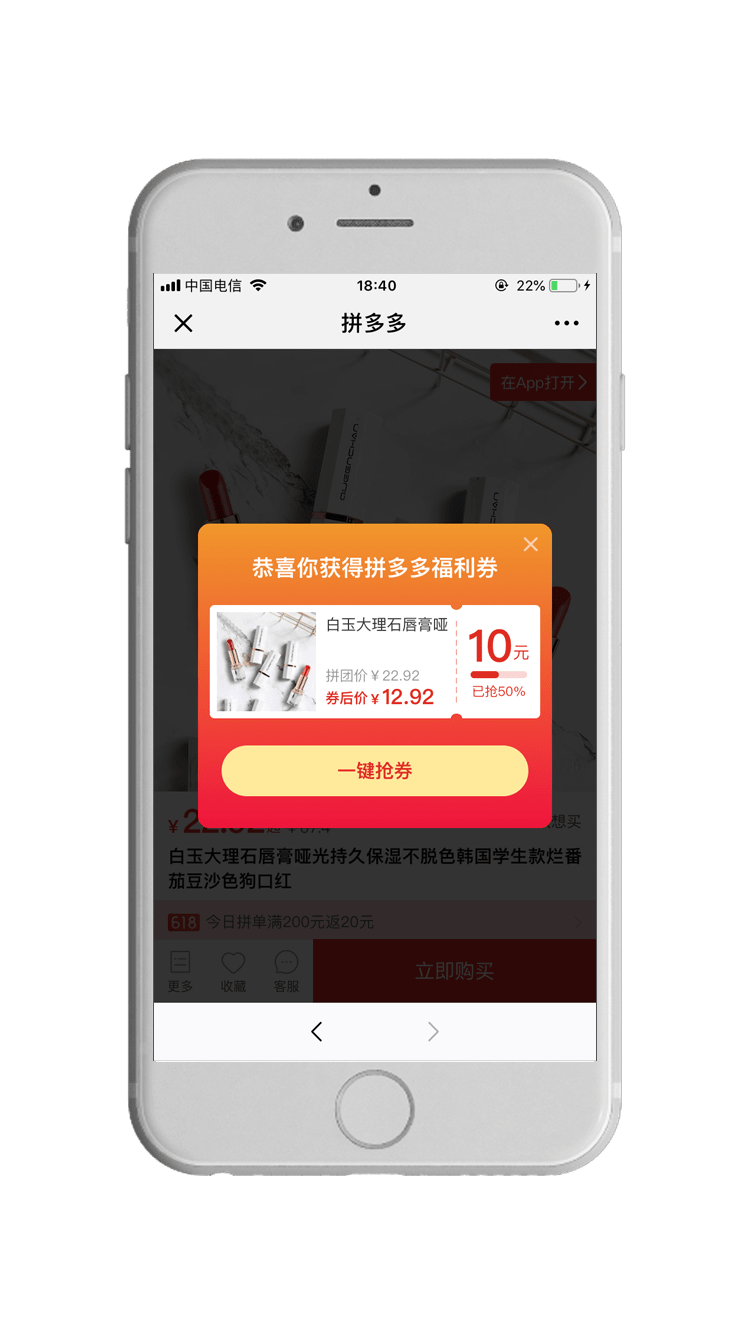 中国电信
18:40
22%
拼多多
在App打开
QUEENCHAN
恭喜你获得拼多多福利券
白玉大理石唇膏哑
拼团价¥22.92
券后价¥12.92
10元
已抢50%
一键抢券
¥22.92
想买
白玉大理石唇膏哑光持久保湿不脱色韩国学生款烂番
茄豆沙色狗口红
618 今日拼单满200元返20元
更多
收藏
客服
立即购买